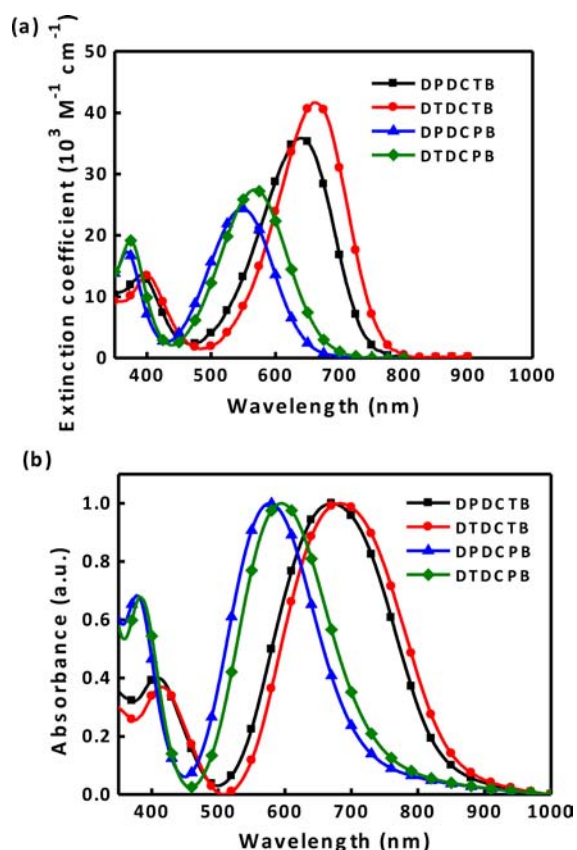 (a)
50
40
30
20
10
0
Extinction coefficient (10³ M⁻¹ cm⁻¹)
DPDCTB
DTDCTB
DPDCPB
DTDCPB
400 500 600 700 800 900 1000
Wavelength (nm)
(b)
1.0
0.8
0.6
0.4
0.2
0.0
Absorbance (a.u.)
DPDCTB
DTDCTB
DPDCPB
DTDCPB
400 500 600 700 800 900 1000
Wavelength (nm)